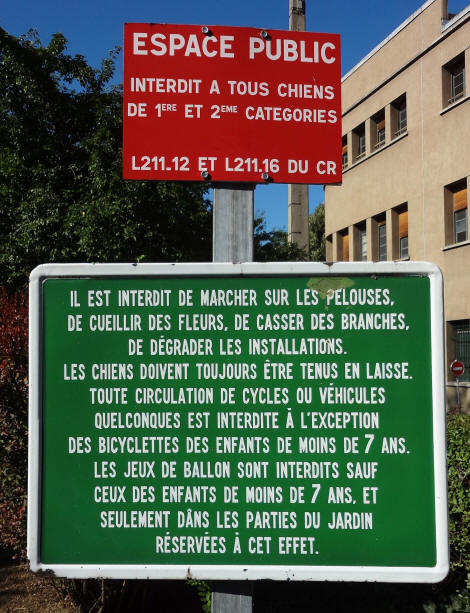 ESPACE PUBLIC
INTERDIT A TOUS CHIENS
DE 1ERE ET 2EME CATEGORIES
L211.12 ET L211.16 DU CR
IL EST INTERDIT DE MARCHER SUR LES PELOUSES,
DE CUEILLIR DES FLEURS, DE CASSER DES BRANCHES,
DE DÉGRADER LES INSTALLATIONS.
LES CHIENS DOIVENT TOUJOURS ÊTRE TENUS EN LAISSE.
TOUTE CIRCULATION DE CYCLES OU VÉHICULES
QUELCONQUES EST INTERDITE À L'EXCEPTION
DES BICYCLETTES DES ENFANTS DE MOINS DE 7 ANS.
LES JEUX DE BALLON SONT INTERDITS SAUF
CEUX DES ENFANTS DE MOINS DE 7 ANS, ET
SEULEMENT DÂNS LES PARTIES DU JARDIN
RÉSERVÉES À CET EFFET.